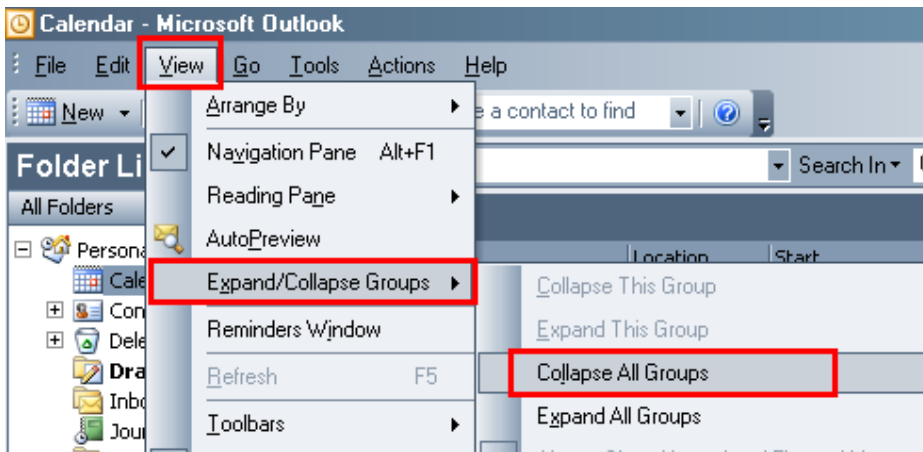 Calendar - Microsoft Outlook
File Edit View Go Tools Actions Help
New
a contact to find
Arrange By
Navigation Pane Alt+F1
Folder Li
Search In
Reading Pane
All Folders
AutoPreview
Persona
Location Start
Cale
Expand/Collapse Groups
Collapse This Group
Con
Reminders Window
Expand This Group
Dele
Dra
Refresh F5
Collapse All Groups
Inbo
Jour
Toolbars
Expand All Groups